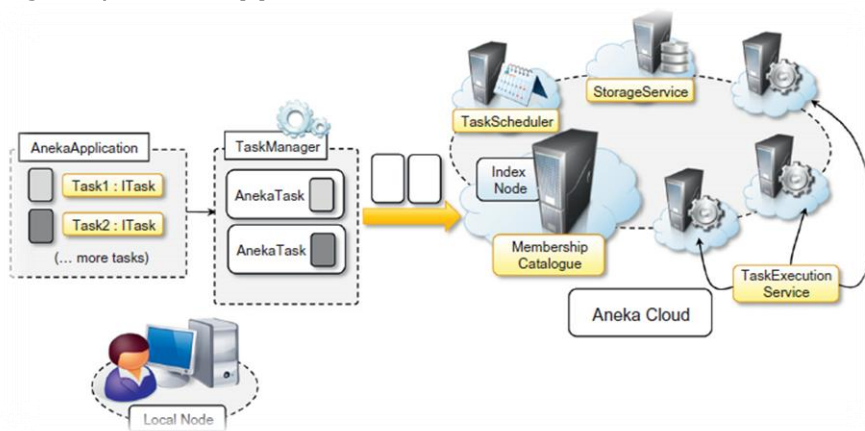 AnekaApplication
Task1 : ITask
Task2 : ITask
(... more tasks)
TaskManager
AnekaTask
AnekaTask
Local Node
TaskScheduler
StorageService
Index
Node
Membership
Catalogue
TaskExecution
Service
Aneka Cloud